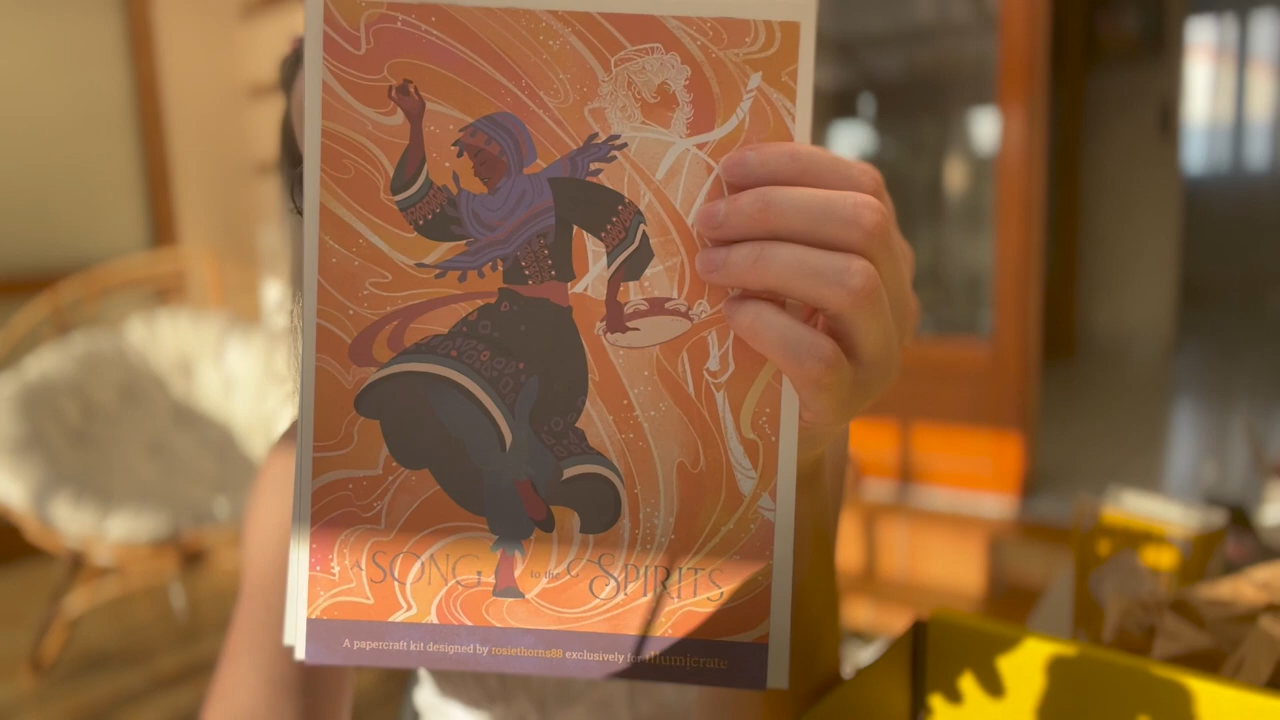 A SONG to the SPIRITS
A papercraft kit designed by rosiethorns88 exclusively for illumicrate